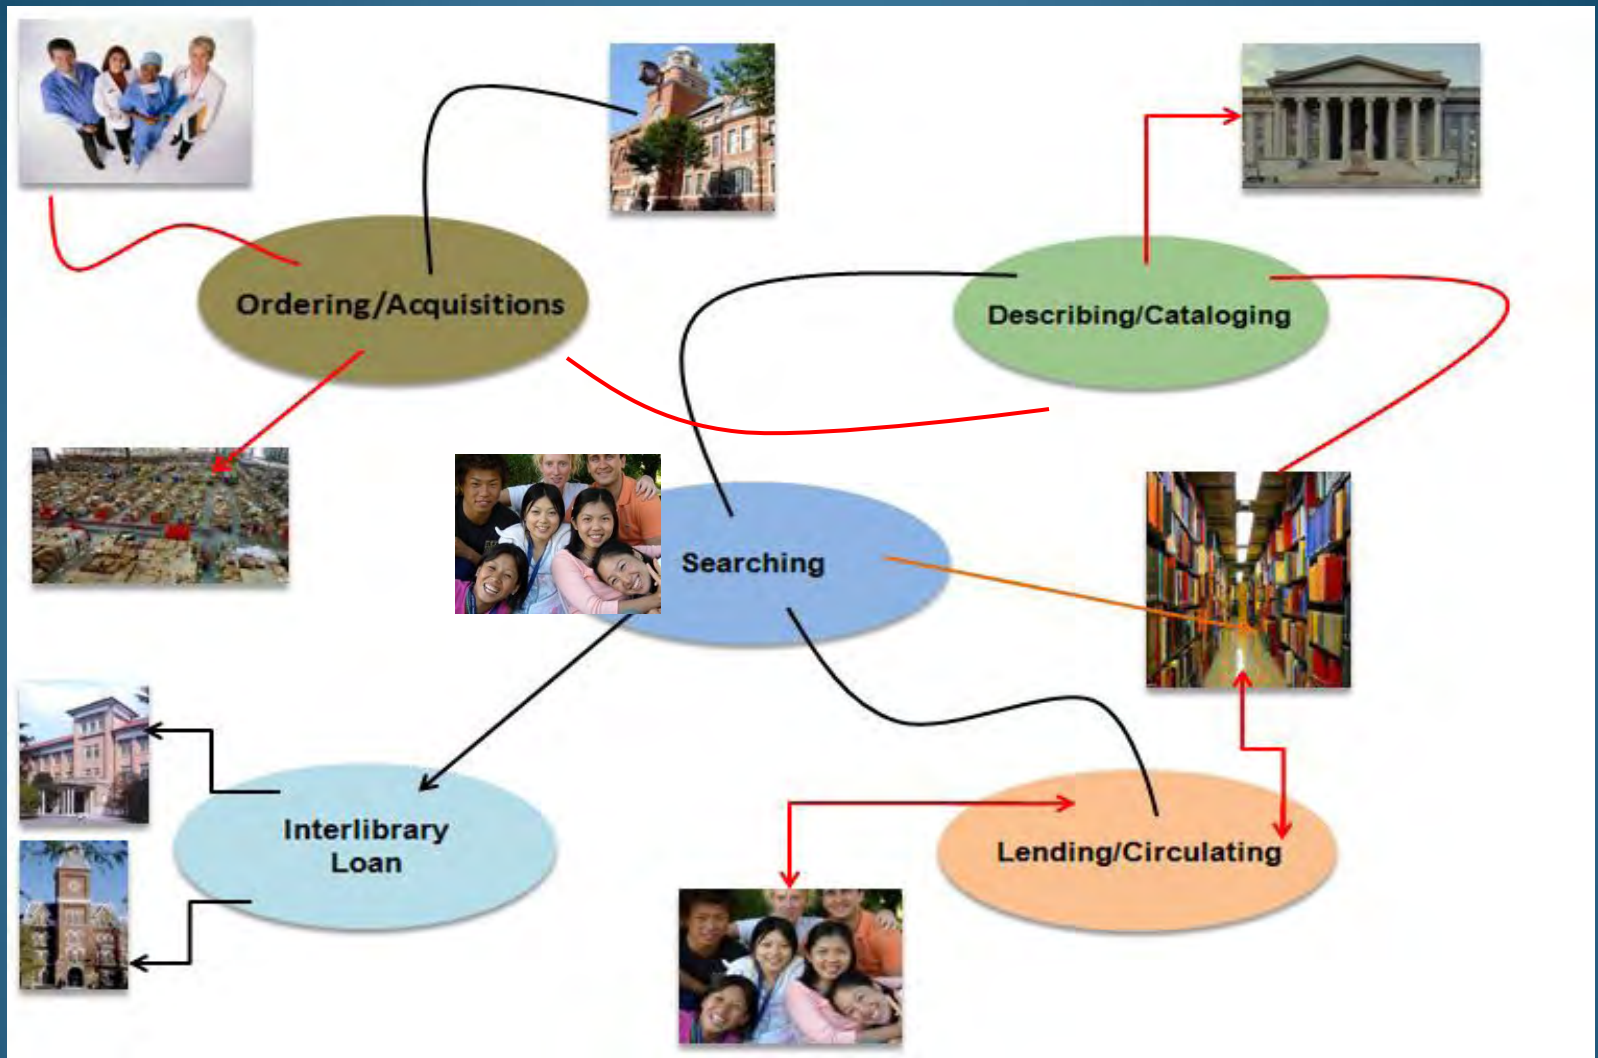 Ordering/Acquisitions
Describing/Cataloging
Searching
Interlibrary
Loan
Lending/Circulating